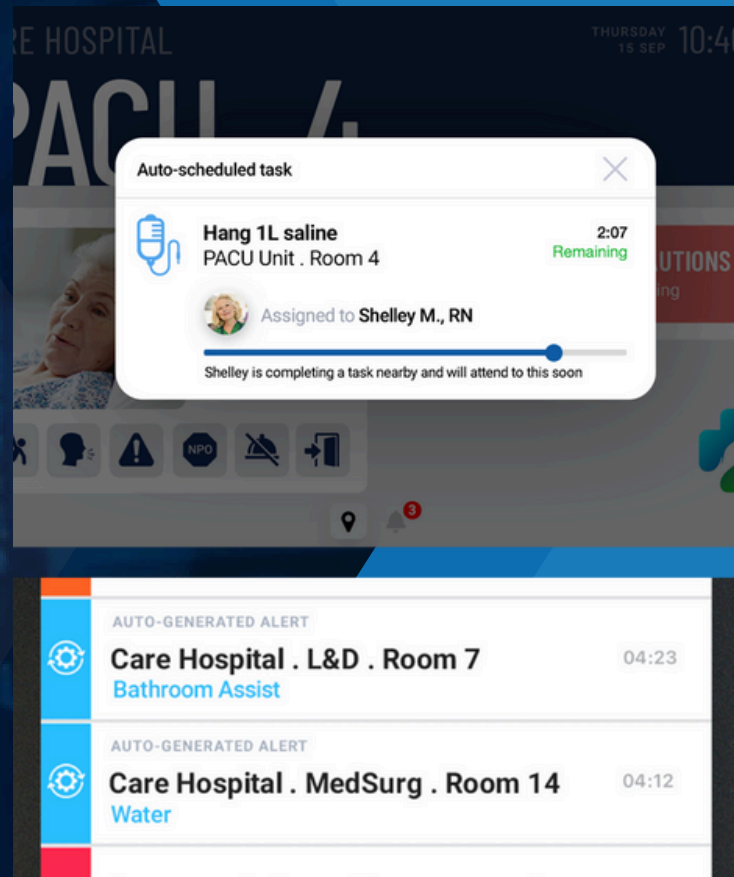 RE HOSPITAL
THURSDAY
15 SEP
10:4
PACU 4
Auto-scheduled task
Hang 1L saline
2:07
PACU Unit . Room 4
Remaining
UTIONS
ing
Assigned to Shelley M., RN
Shelley is completing a task nearby and will attend to this soon
NPO
3
AUTO-GENERATED ALERT
Care Hospital . L&D . Room 7
04:23
Bathroom Assist
AUTO-GENERATED ALERT
Care Hospital . MedSurg . Room 14
04:12
Water